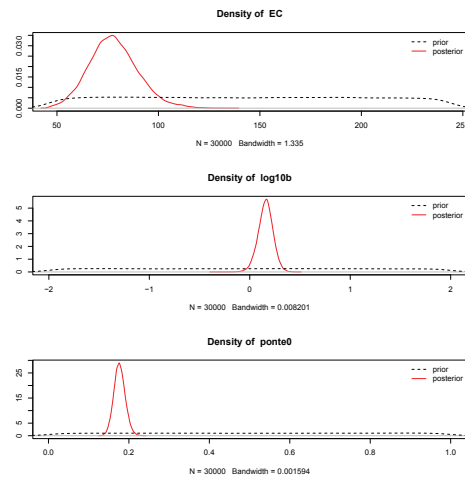 Density of EC
0.000 0.015 0.030
prior
posterior
50 100 150 200 250
N = 30000 Bandwidth = 1.335
Density of log10b
0 1 2 3 4 5
prior
posterior
−2 −1 0 1 2
N = 30000 Bandwidth = 0.008201
Density of ponte0
0 5 15 25
prior
posterior
0.0 0.2 0.4 0.6 0.8 1.0
N = 30000 Bandwidth = 0.001594